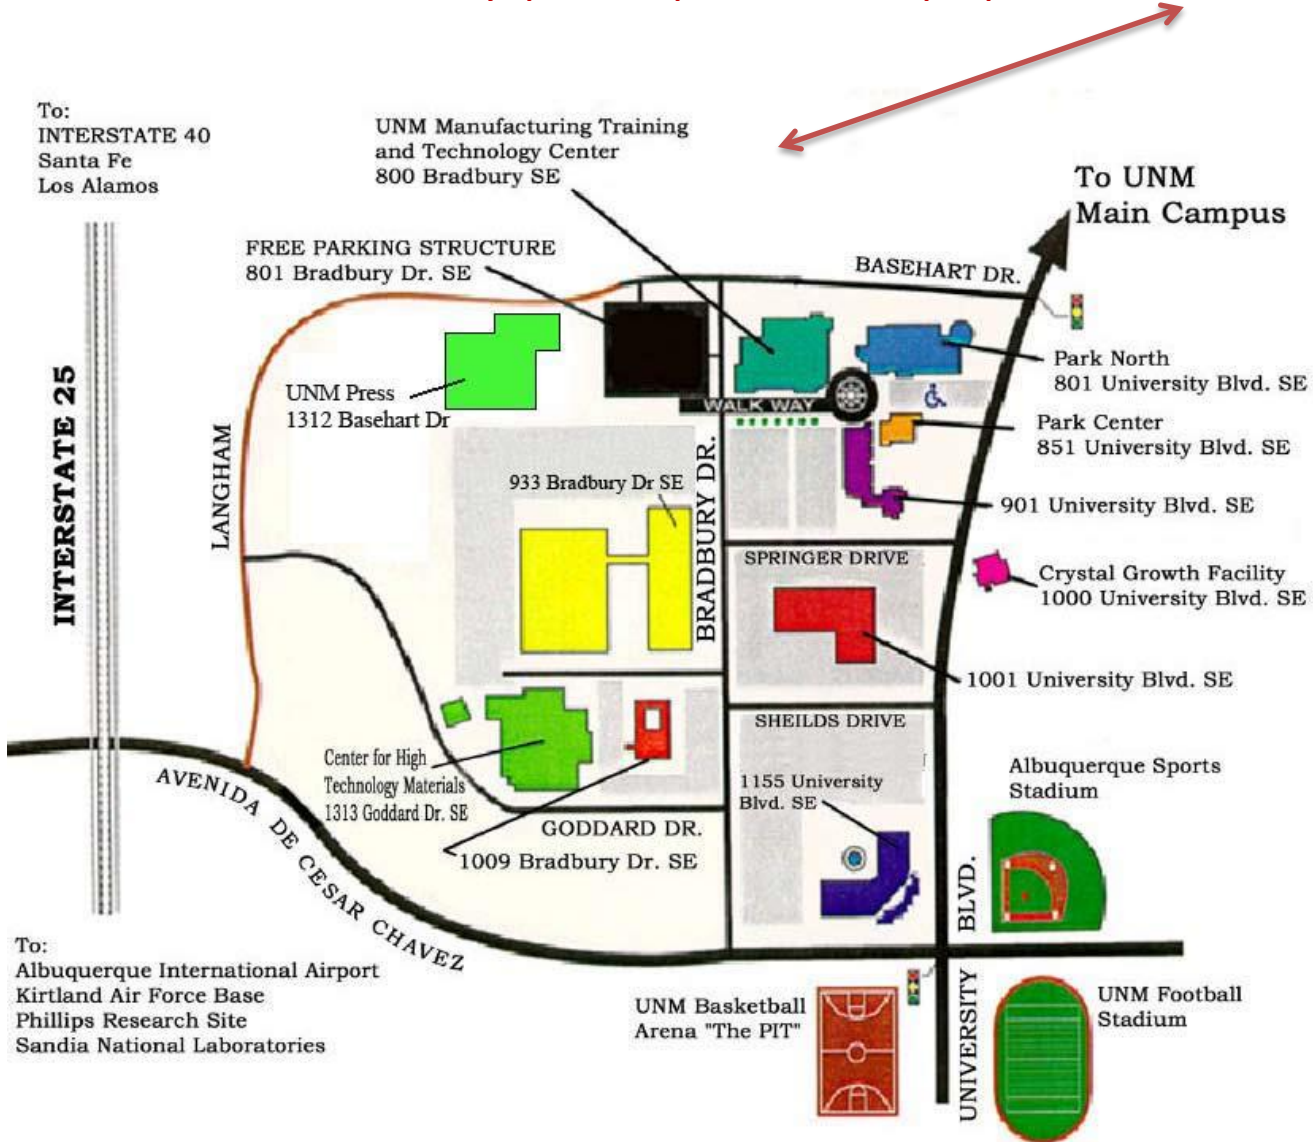 To:
INTERSTATE 40
Santa Fe
Los Alamos
UNM Manufacturing Training
and Technology Center
800 Bradbury SE
To UNM
Main Campus
FREE PARKING STRUCTURE
801 Bradbury Dr. SE
BASEHART DR.
Park North
801 University Blvd. SE
UNM Press
1312 Basehart Dr
WALK WAY
Park Center
851 University Blvd. SE
INTERSTATE 25
LANGHAM
933 Bradbury Dr SE
BRADBURY DR.
901 University Blvd. SE
SPRINGER DRIVE
Crystal Growth Facility
1000 University Blvd. SE
1001 University Blvd. SE
SHEILDS DRIVE
Center for High
Technology Materials
1313 Goddard Dr. SE
1155 University
Blvd. SE
Albuquerque Sports
Stadium
AVENIDA DE CESAR CHAVEZ
GODDARD DR.
1009 Bradbury Dr. SE
UNIVERSITY BLVD.
To:
Albuquerque International Airport
Kirtland Air Force Base
Phillips Research Site
Sandia National Laboratories
UNM Basketball
Arena "The PIT"
UNM Football
Stadium